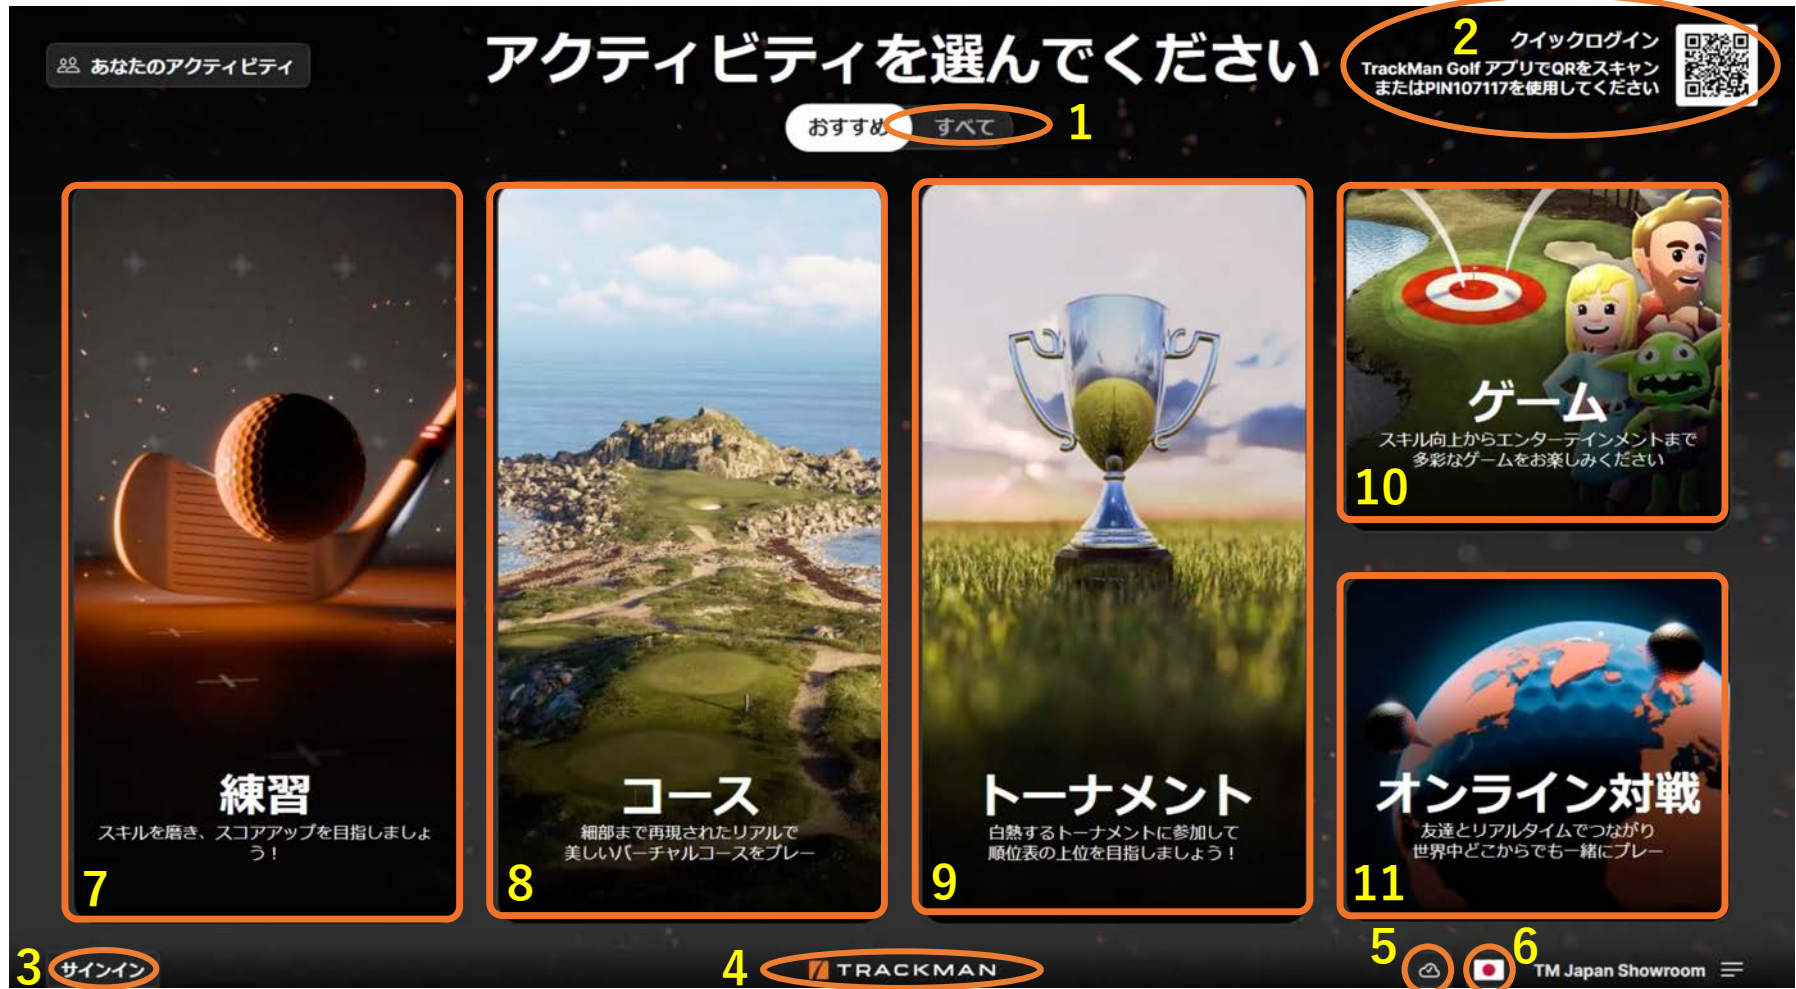 あなたのアクティビティ
アクティビティを選んでください
2
クイックログイン
TrackMan Golf アプリでQRをスキャン
またはPIN107117を使用してください
おすすめ
すべて
1
練習
スキルを磨き、スコアアップを目指しましょ
う！
7
コース
細部まで再現されたリアルで
美しいバーチャルコースをプレー
8
トーナメント
白熱するトーナメントに参加して
順位表の上位を目指しましょう！
9
ゲーム
スキル向上からエンターテインメントまで
多彩なゲームをお楽しみください
10
オンライン対戦
友達とリアルタイムでつながり
世界中どこからでも一緒にプレー
11
3
サインイン
4
TRACKMAN
5
6
TM Japan Showroom